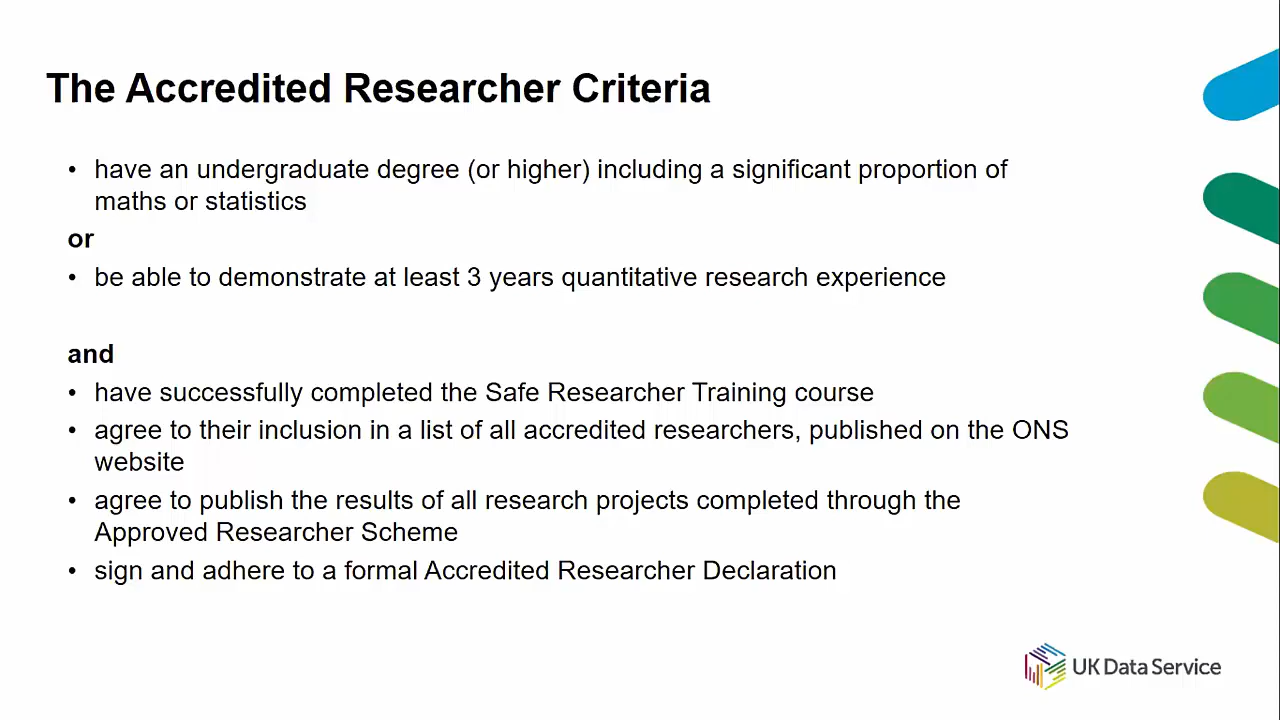 The Accredited Researcher Criteria
• have an undergraduate degree (or higher) including a significant proportion of
maths or statistics
or
• be able to demonstrate at least 3 years quantitative research experience
and
• have successfully completed the Safe Researcher Training course
• agree to their inclusion in a list of all accredited researchers, published on the ONS
website
• agree to publish the results of all research projects completed through the
Approved Researcher Scheme
• sign and adhere to a formal Accredited Researcher Declaration
UK Data Service